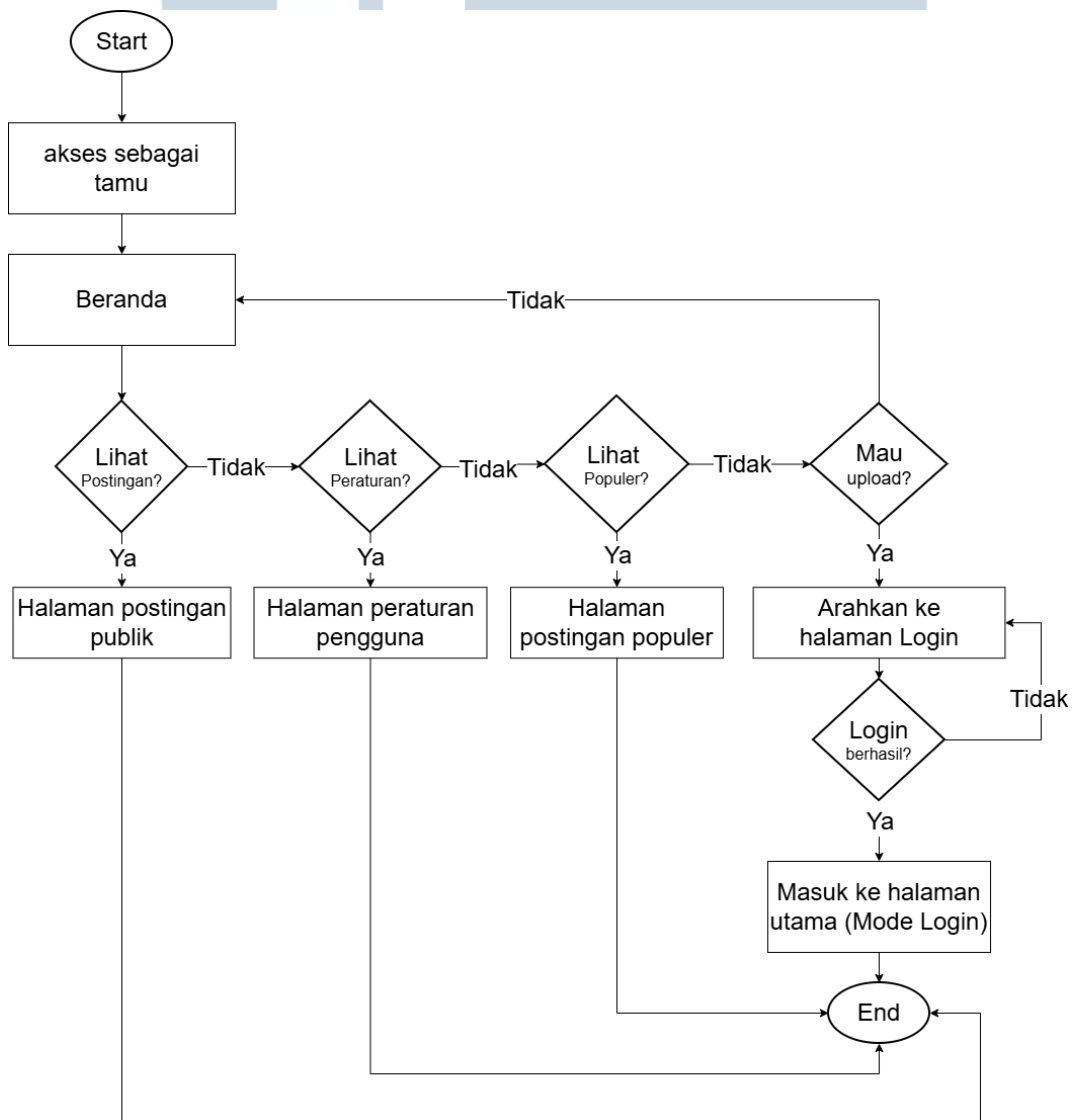 Start
akses sebagai
tamu
Beranda
Tidak
Lihat
Postingan?
Tidak
Lihat
Peraturan?
Tidak
Lihat
Populer?
Tidak
Mau
upload?
Ya
Ya
Ya
Ya
Halaman postingan
publik
Halaman peraturan
pengguna
Halaman
postingan populer
Arahkan ke
halaman Login
Tidak
Login
berhasil?
Ya
Masuk ke halaman
utama (Mode Login)
End